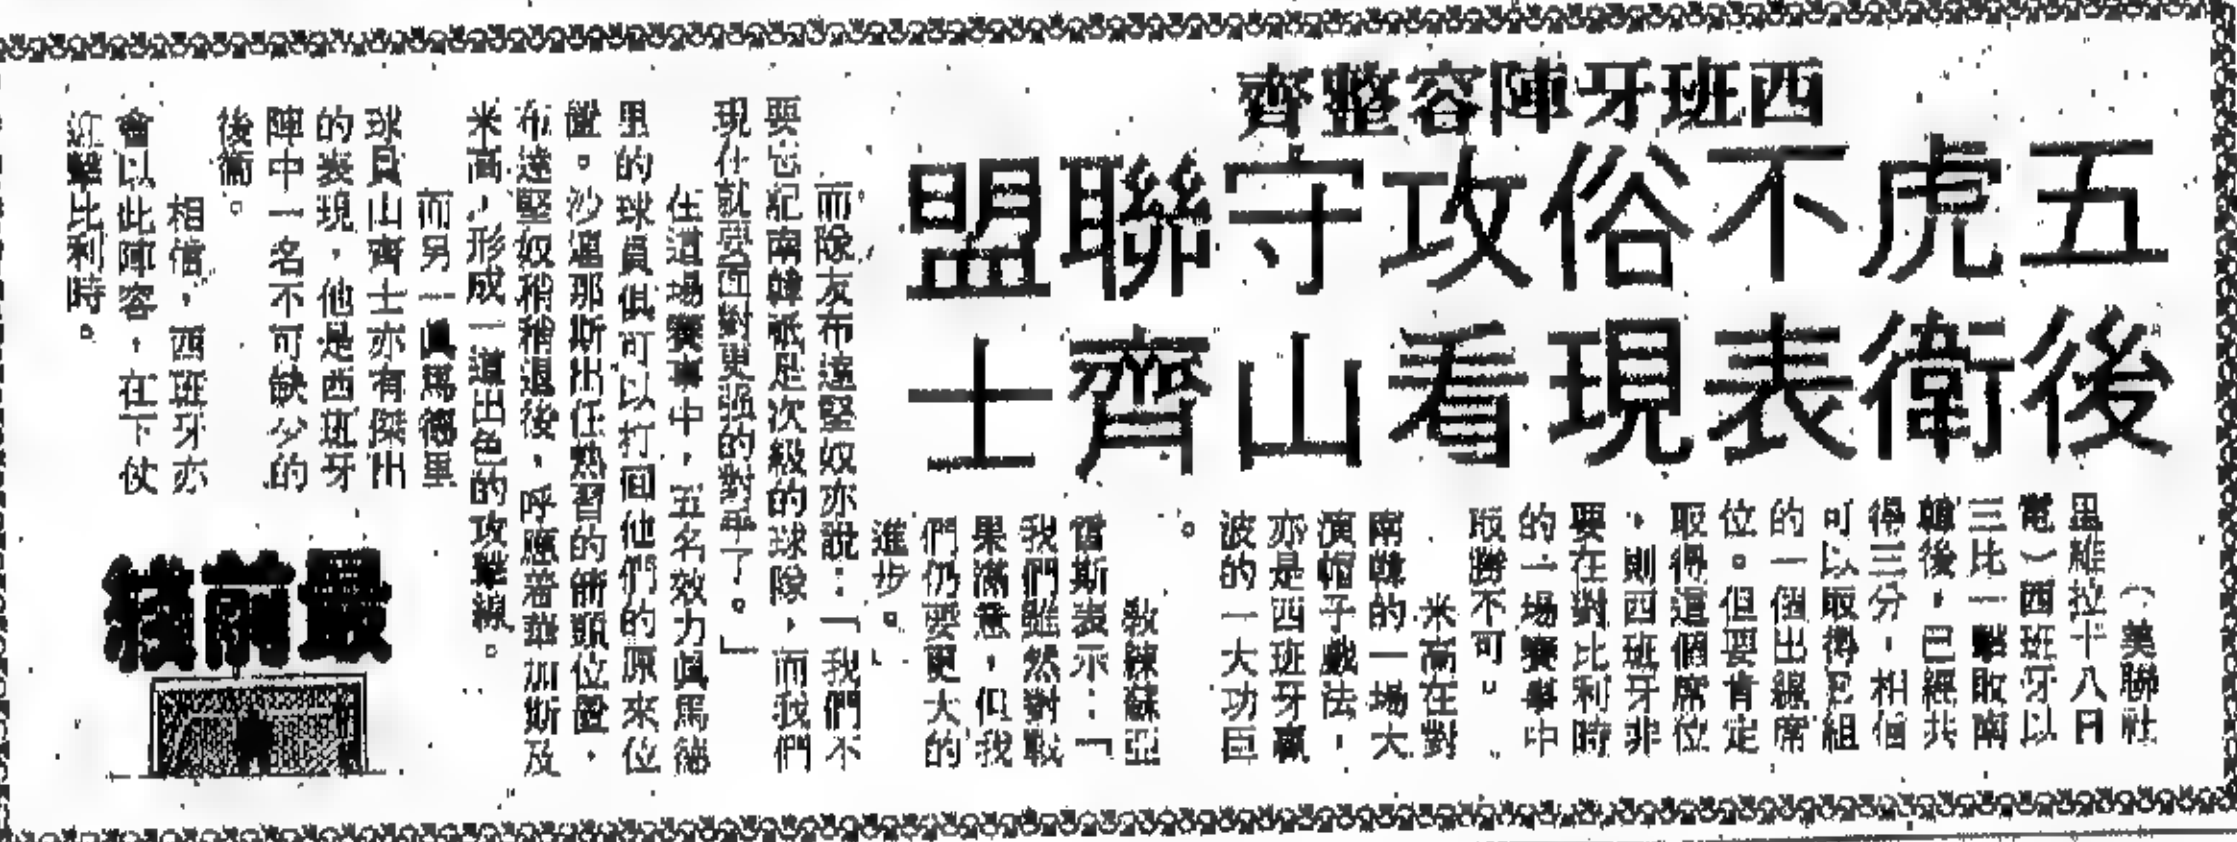 西班牙陣容整齊
五虎不俗攻守聯盟
後衛表現看山齊士
（美聯社
里維拉十八日
電）西班牙以
三比一擊敗南
韓後，已經共
得三分，相信
可以取得E組
的一個出線席
位。但要肯定
取得這個席位
，則西班牙非
要在對比利時
的一場賽事中
取勝不可。
米高在對
南韓的一場大
演帽子戲法，
亦是西班牙贏
波的一大功臣
。
教練蘇亞
雷斯表示：「
我們雖然對戰
果滿意，但我
們仍要更大的
進步。」
而隊友布達堅奴亦說：「我們不
要忘記南韓祇是次級的球隊，而我們
現在就要面對更強的對手了。」
在這場賽事中，五名效力眞馬德
里的球員俱可以打回他們的原來位
置。沙連那斯出任熟習的衝鋒位置，
布達堅奴稍稍退後，呼應着華加斯及
米高，形成一道出色的攻擊線。
而另一眞馬德里
球員山齊士亦有傑出
的表現，他是西班牙
陣中一名不可缺少的
後衛。
相信，西班牙亦
會以此陣容，在下仗
迎擊比利時。
最前綫